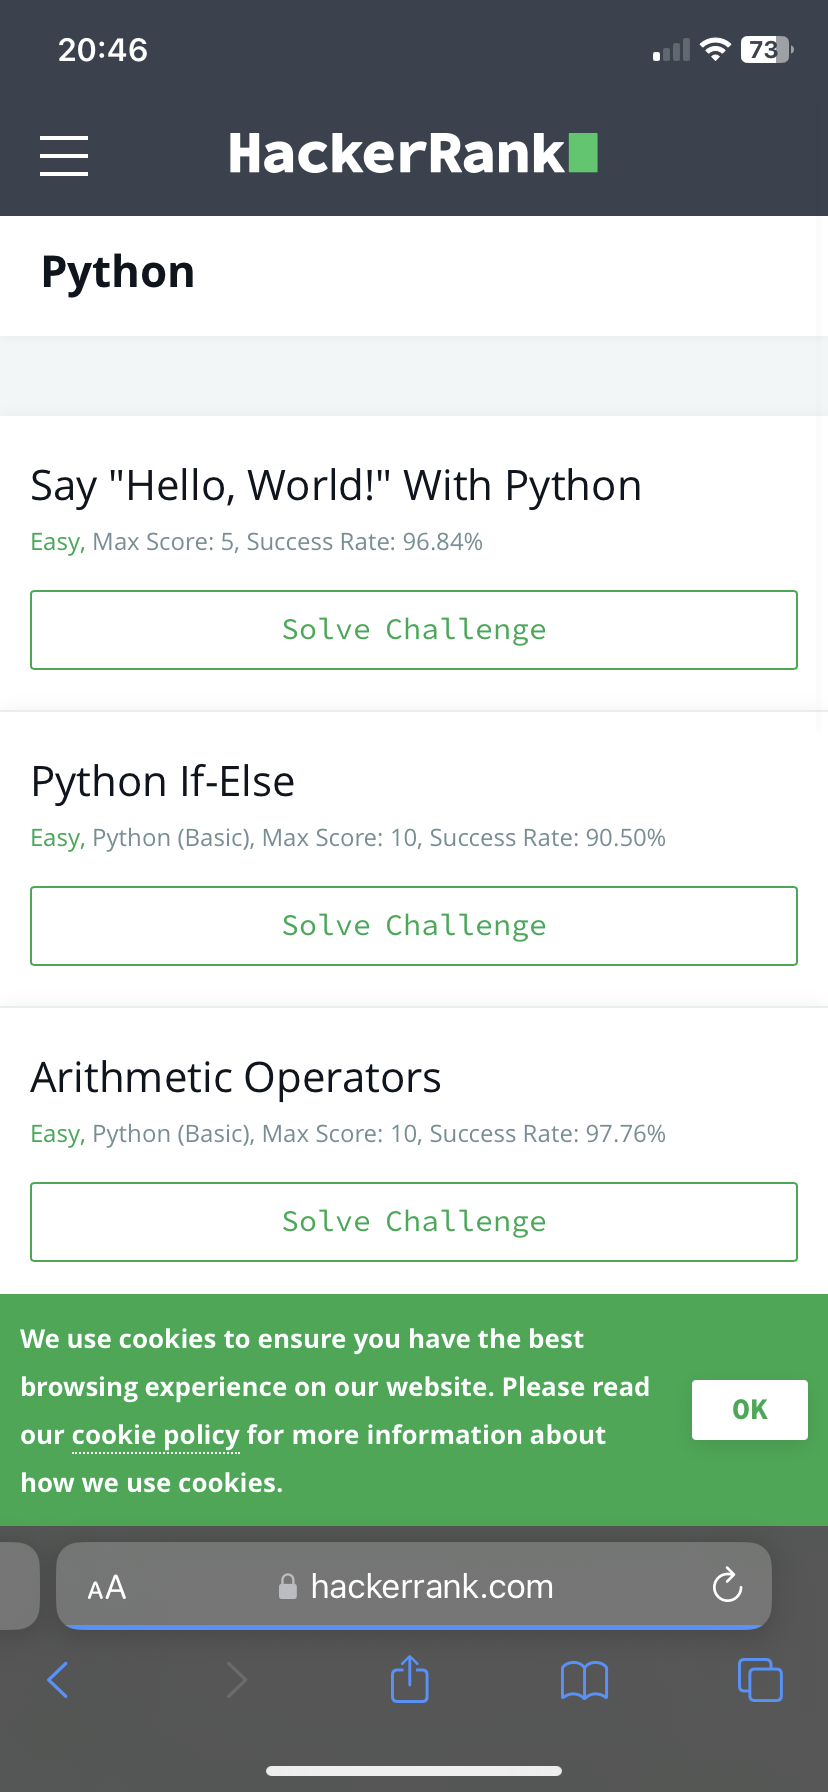 20:46
73
HackerRank
Python
Say "Hello, World!" With Python
Easy, Max Score: 5, Success Rate: 96.84%
Solve Challenge
Python If-Else
Easy, Python (Basic), Max Score: 10, Success Rate: 90.50%
Solve Challenge
Arithmetic Operators
Easy, Python (Basic), Max Score: 10, Success Rate: 97.76%
Solve Challenge
We use cookies to ensure you have the best
browsing experience on our website. Please read
our cookie policy for more information about
how we use cookies.
OK
AA
hackerrank.com